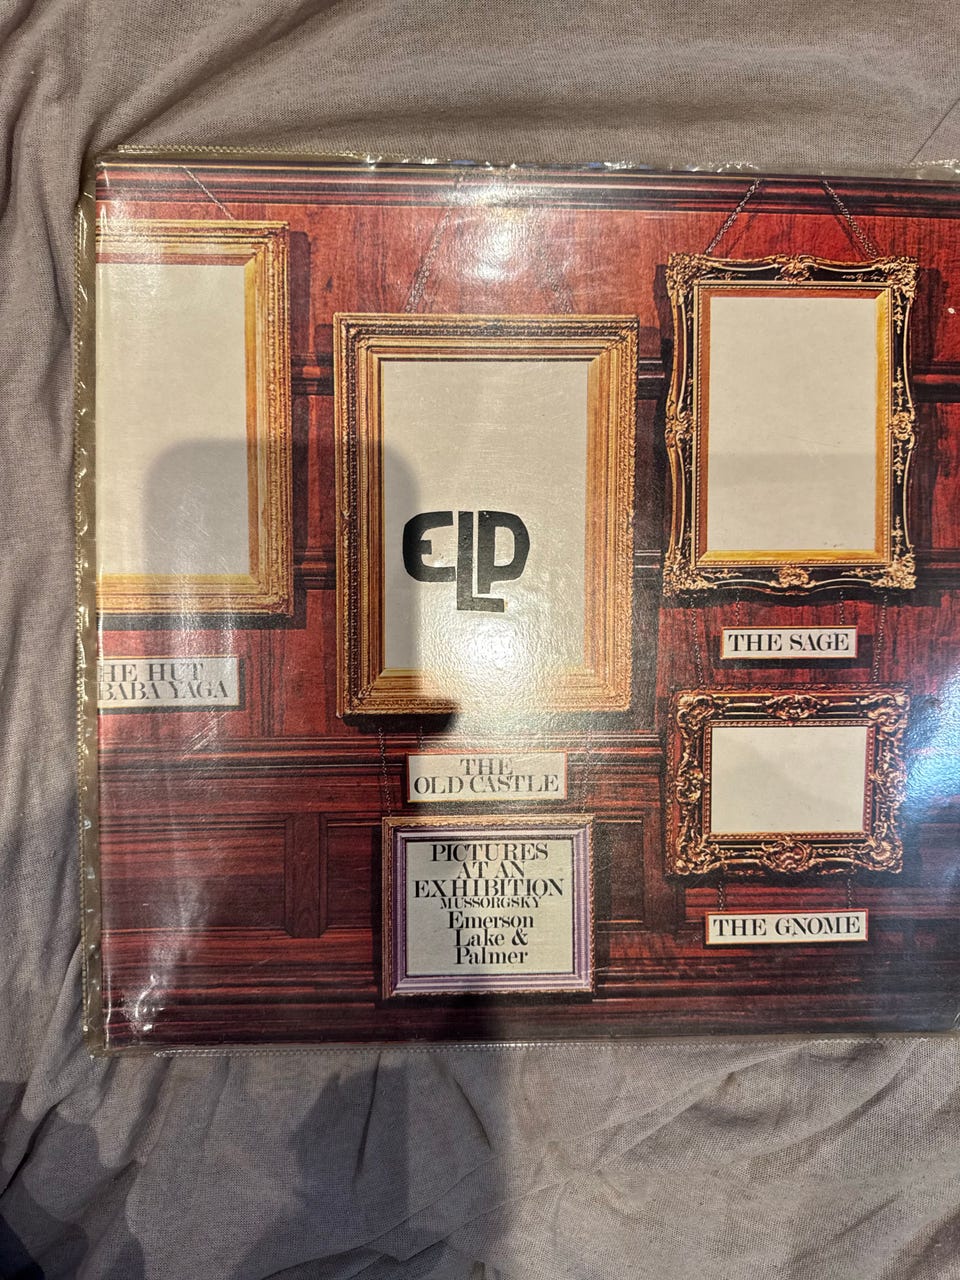 ELP
THE SAGE
HE HUT
BABA YAGA
THE
OLD CASTLE
PICTURES
AT AN
EXHIBITION
MUSSORGSKY
Emerson
Lake &
Palmer
THE GNOME